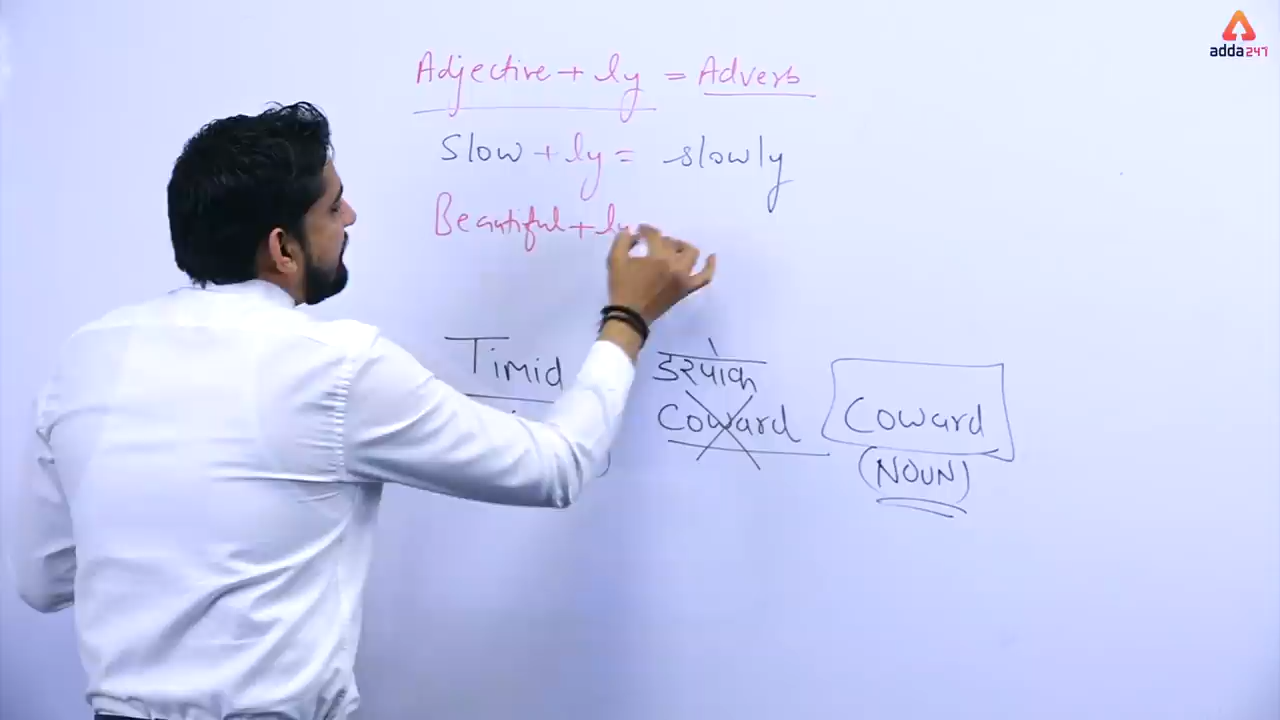 adda247
Adjective + ly = Adverb
Slow + ly = slowly
Beautiful + ly
Timid डरपोक
Coward Coward
(NOUN)